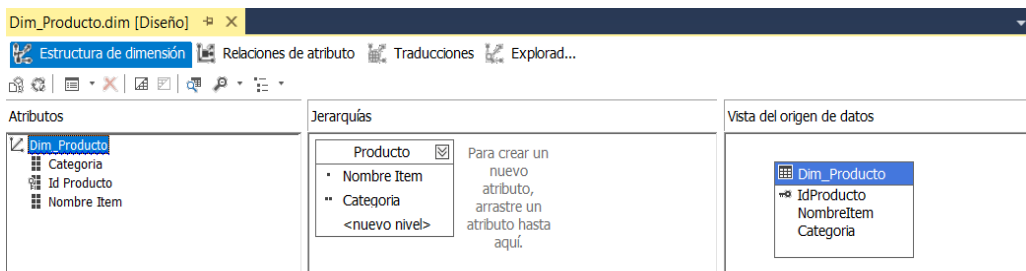 Dim_Producto.dim [Diseño]
Estructura de dimensión Relaciones de atributo Traducciones Explorad...
Atributos
Dim_Producto
Categoria
Id Producto
Nombre Item
Jerarquías
Producto
Nombre Item
Categoria
<nuevo nivel>
Para crear un
nuevo
atributo,
arrastre un
atributo hasta
aquí.
Vista del origen de datos
Dim_Producto
IdProducto
NombreItem
Categoria